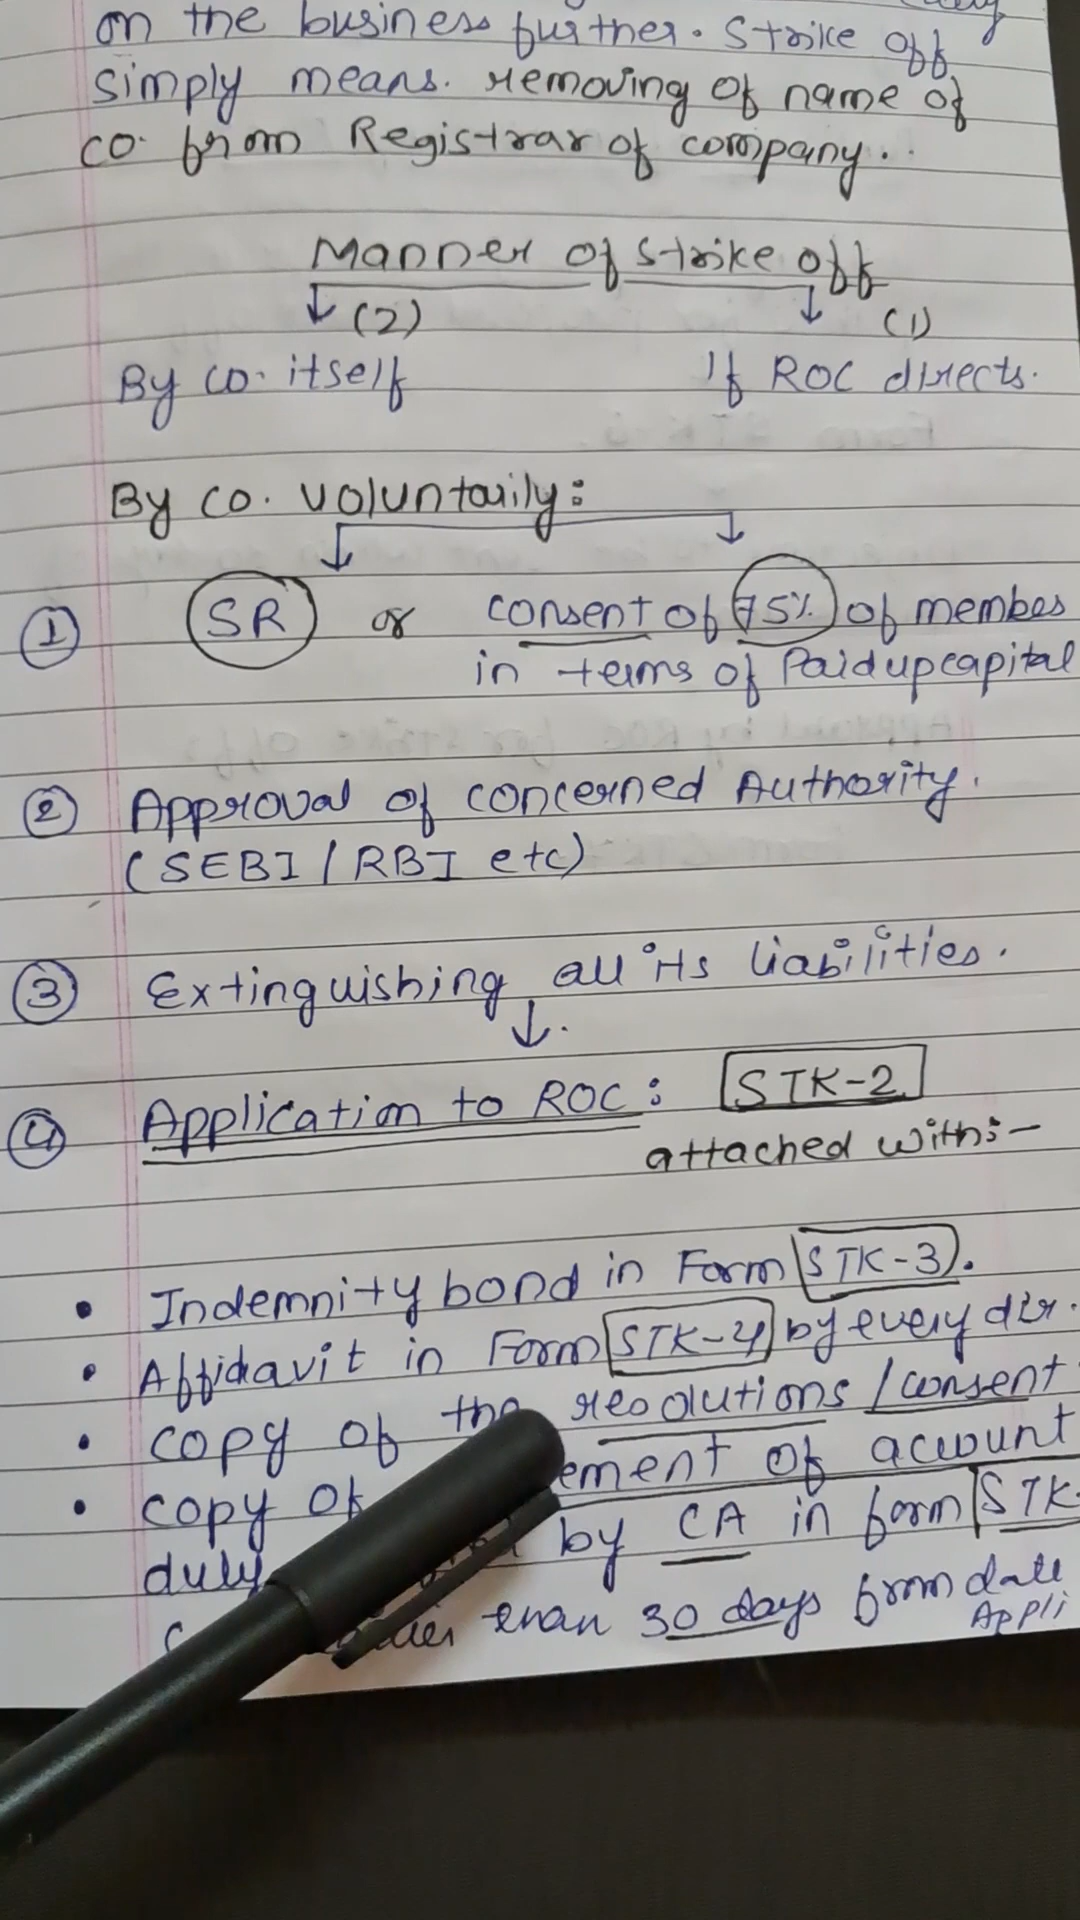 on the business further. Strike off
simply means. removing of name of
co. from Registrar of company..
Manner of strike off
(2) (1)
By co. itself If ROC directs.
By co. voluntarily:
1 SR or consent of 75% of membes
in terms of Paidupcapital
2 Approval of concerned Authority.
(SEBI / RBI etc)
3 Extinguishing all its liabilities.
4 Application to ROC: STK-2
attached with:-
• Indemnity bond in Form STK-3.
• Affidavit in Form STK-4 by every dir.
• copy of the resolutions / consent
• copy of ement of account
duly by CA in form STK-
than 30 days from date
Appli